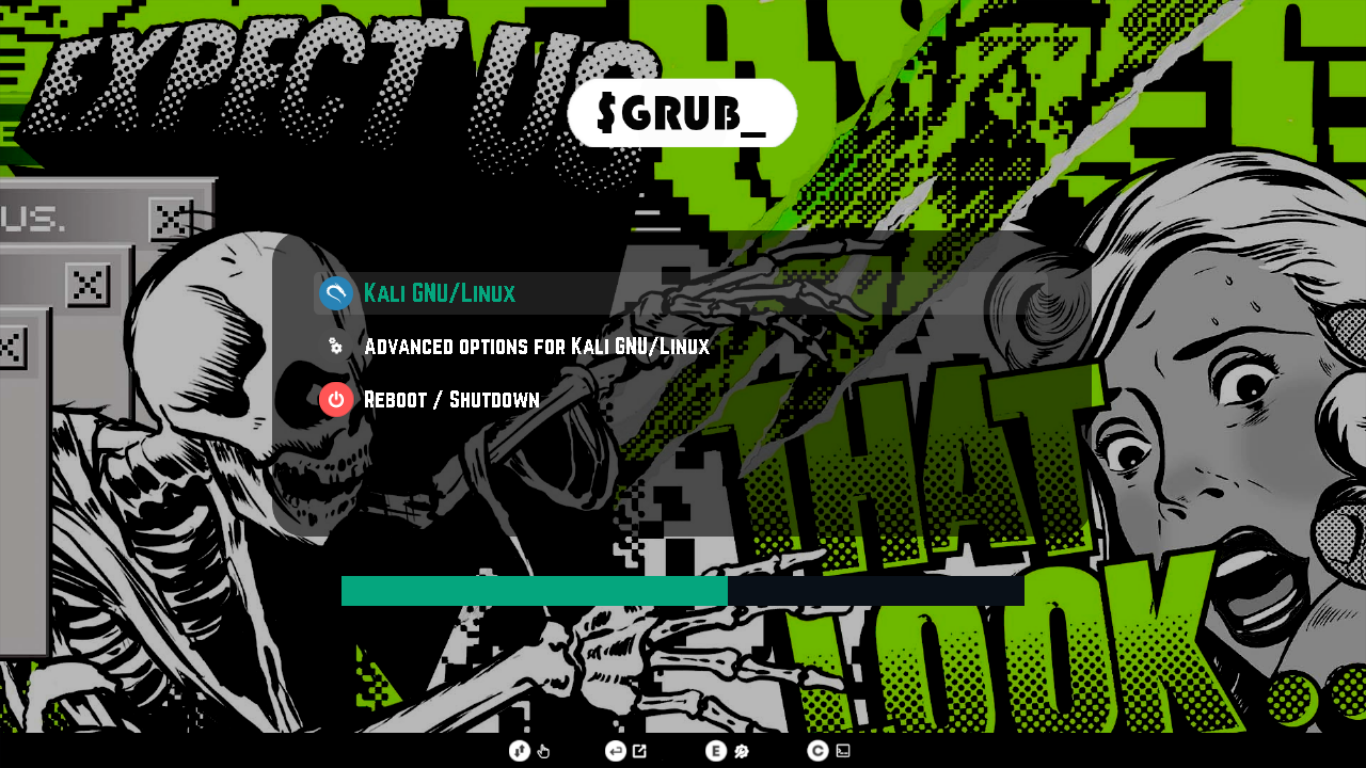 EXPECT US
$GRUB_
US.
Kali GNU/Linux
Advanced options for Kali GNU/Linux
Reboot / Shutdown
THAT
LOOK..
E
C